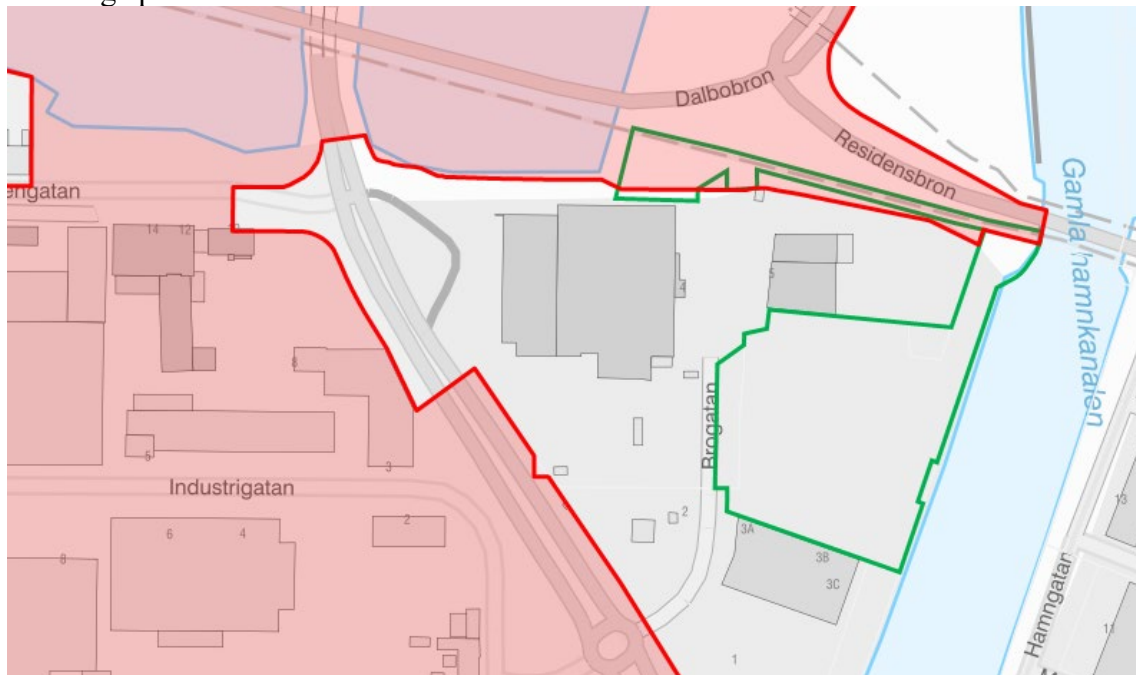 Dalbobron
Residensbron
engatan
14
12
5
4
Gamla hamnkanalen
8
Brogatan
5
3
13
Industrigatan
2
2
6
4
3A
3B
8
3C
Hamngatan
11
1